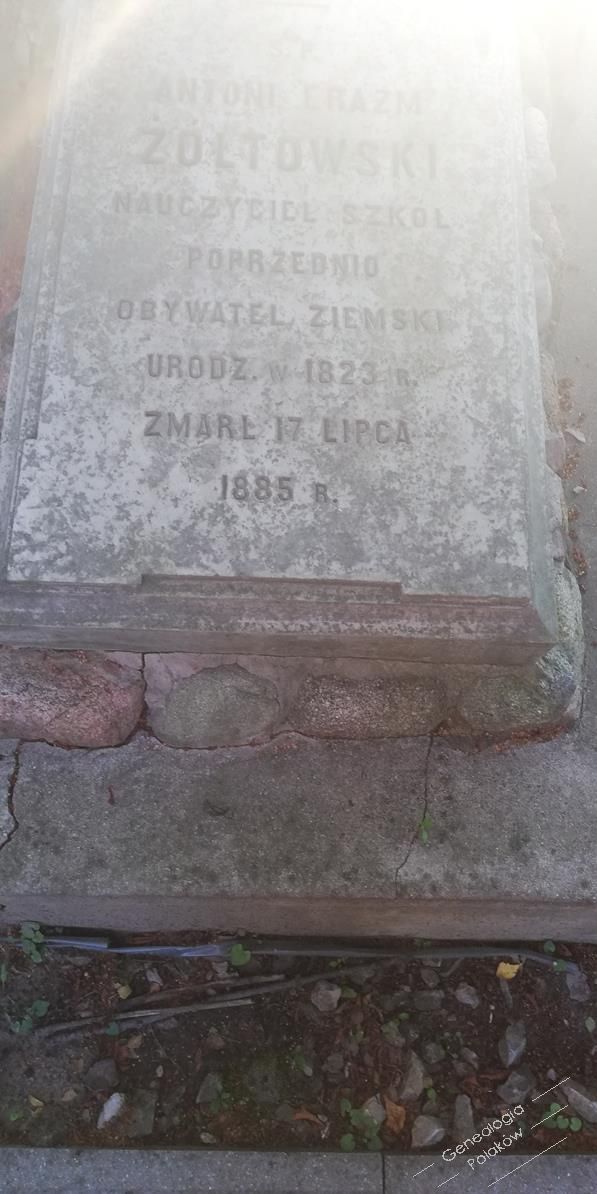 Ś. P.
ANTONI ERAZM
ŻÓŁTOWSKI
NAUCZYCIEL SZKÓŁ
POPRZEDNIO
OBYWATEL ZIEMSKI
URODZ. W 1823 R.
ZMARŁ 17 LIPCA
1885 R.
Genealogia
Polaków